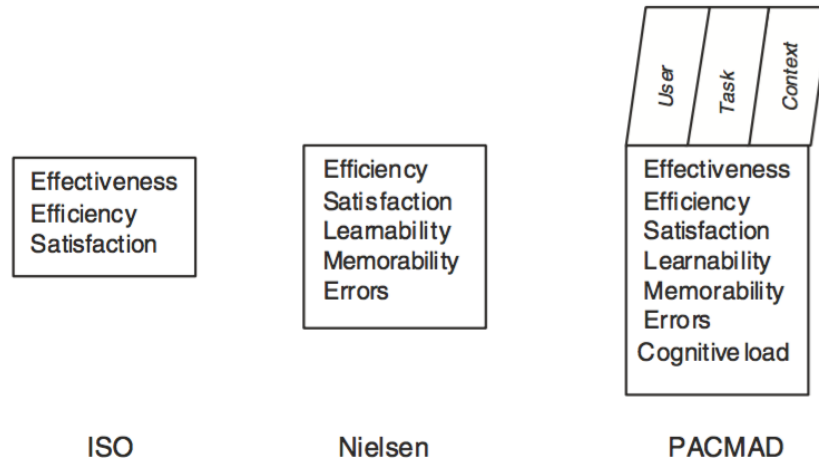 User
Task
Context
Effectiveness
Efficiency
Satisfaction
Efficiency
Satisfaction
Learnability
Memorability
Errors
Effectiveness
Efficiency
Satisfaction
Learnability
Memorability
Errors
Cognitive load
ISO
Nielsen
PACMAD